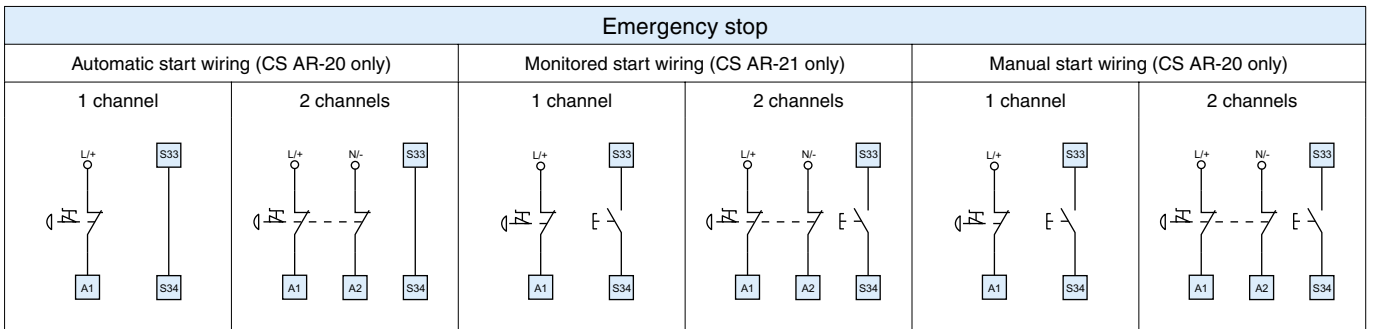 Emergency stop
Automatic start wiring (CS AR-20 only)
Monitored start wiring (CS AR-21 only)
Manual start wiring (CS AR-20 only)
1 channel
2 channels
1 channel
2 channels
1 channel
2 channels
L/+ S33
L/+ N/- S33
L/+ S33
L/+ N/- S33
L/+ S33
L/+ N/- S33
A1 S34
A1 A2 S34
A1 S34
A1 A2 S34
A1 S34
A1 A2 S34